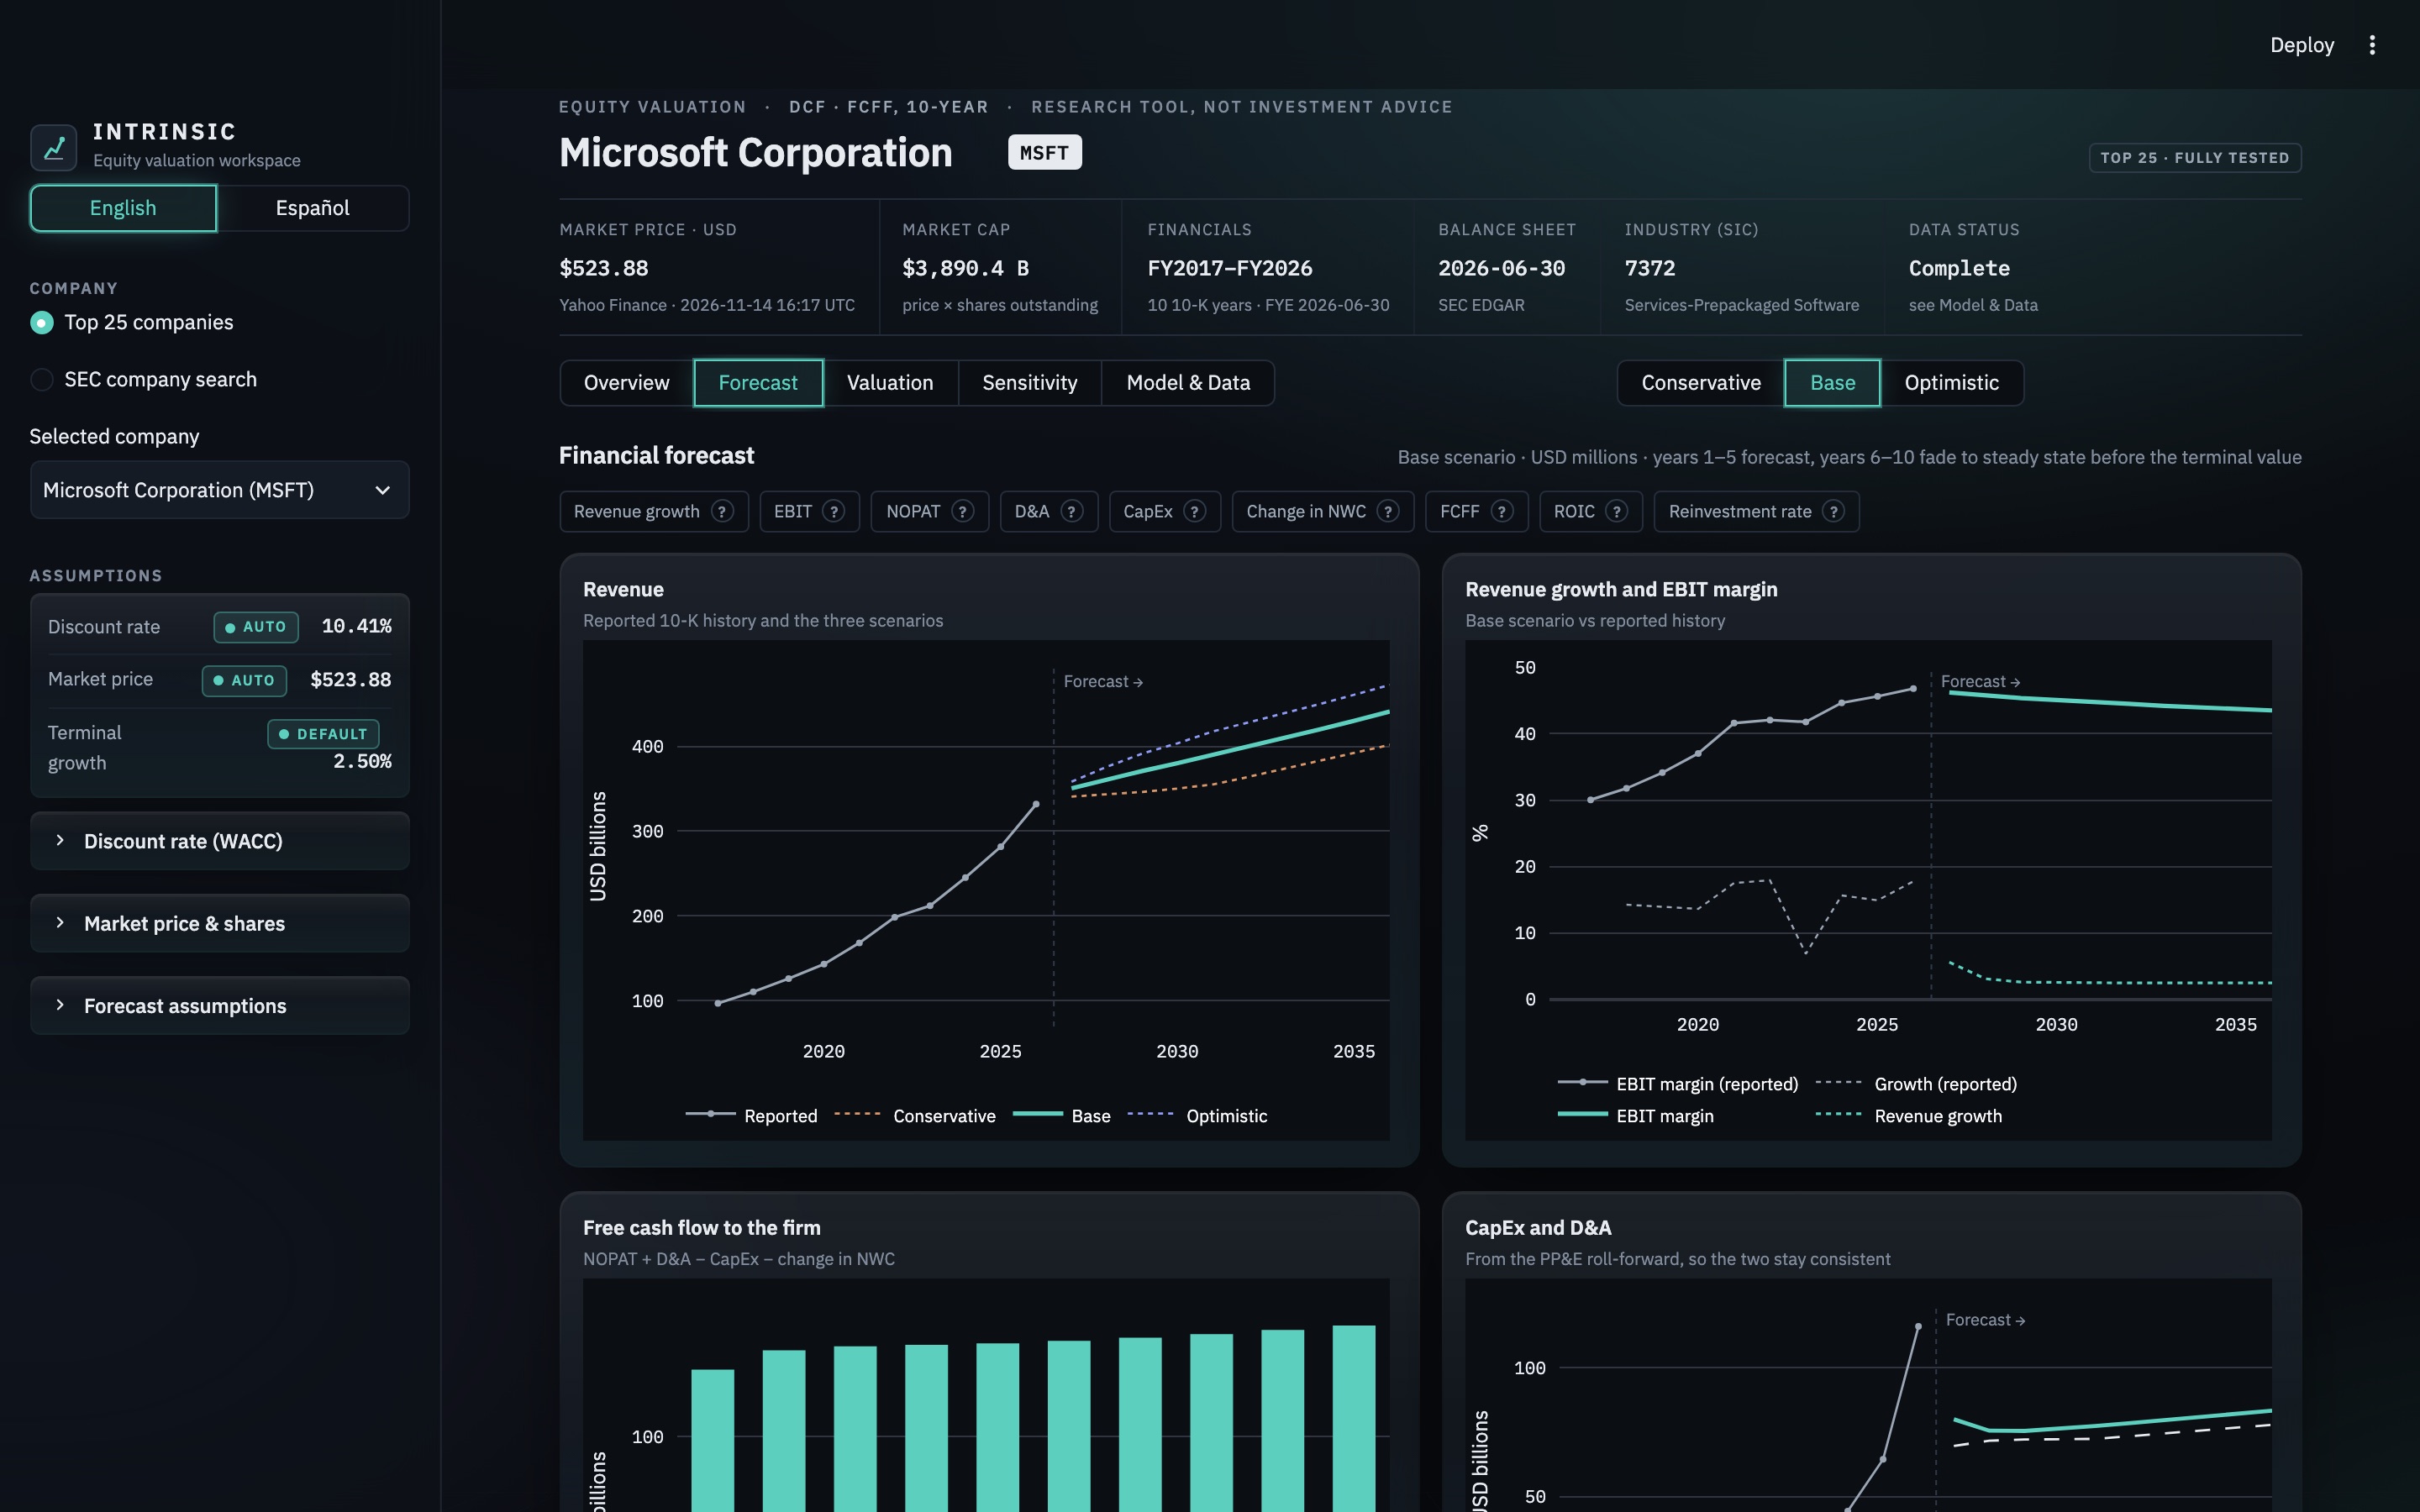 Deploy
INTRINSIC
Equity valuation workspace
English
Español
COMPANY
Top 25 companies
SEC company search
Selected company
Microsoft Corporation (MSFT)
ASSUMPTIONS
Discount rate AUTO 10.41%
Market price AUTO $523.88
Terminal growth DEFAULT 2.50%
Discount rate (WACC)
Market price & shares
Forecast assumptions
EQUITY VALUATION · DCF · FCFF, 10-YEAR · RESEARCH TOOL, NOT INVESTMENT ADVICE
Microsoft Corporation MSFT
TOP 25 · FULLY TESTED
MARKET PRICE · USD
$523.88
Yahoo Finance · 2026-11-14 16:17 UTC
MARKET CAP
$3,890.4 B
price × shares outstanding
FINANCIALS
FY2017–FY2026
10 10-K years · FYE 2026-06-30
BALANCE SHEET
2026-06-30
SEC EDGAR
INDUSTRY (SIC)
7372
Services-Prepackaged Software
DATA STATUS
Complete
see Model & Data
Overview Forecast Valuation Sensitivity Model & Data
Conservative Base Optimistic
Financial forecast
Base scenario · USD millions · years 1–5 forecast, years 6–10 fade to steady state before the terminal value
Revenue growth ? EBIT ? NOPAT ? D&A ? CapEx ? Change in NWC ? FCFF ? ROIC ? Reinvestment rate ?
Revenue
Reported 10-K history and the three scenarios
Forecast →
USD billions
400
300
200
100
2020 2025 2030 2035
Reported Conservative Base Optimistic
Revenue growth and EBIT margin
Base scenario vs reported history
Forecast →
%
50
40
30
20
10
0
2020 2025 2030 2035
EBIT margin (reported) Growth (reported)
EBIT margin Revenue growth
Free cash flow to the firm
NOPAT + D&A − CapEx − change in NWC
100
billions
CapEx and D&A
From the PP&E roll-forward, so the two stay consistent
Forecast →
100
50
USD billions